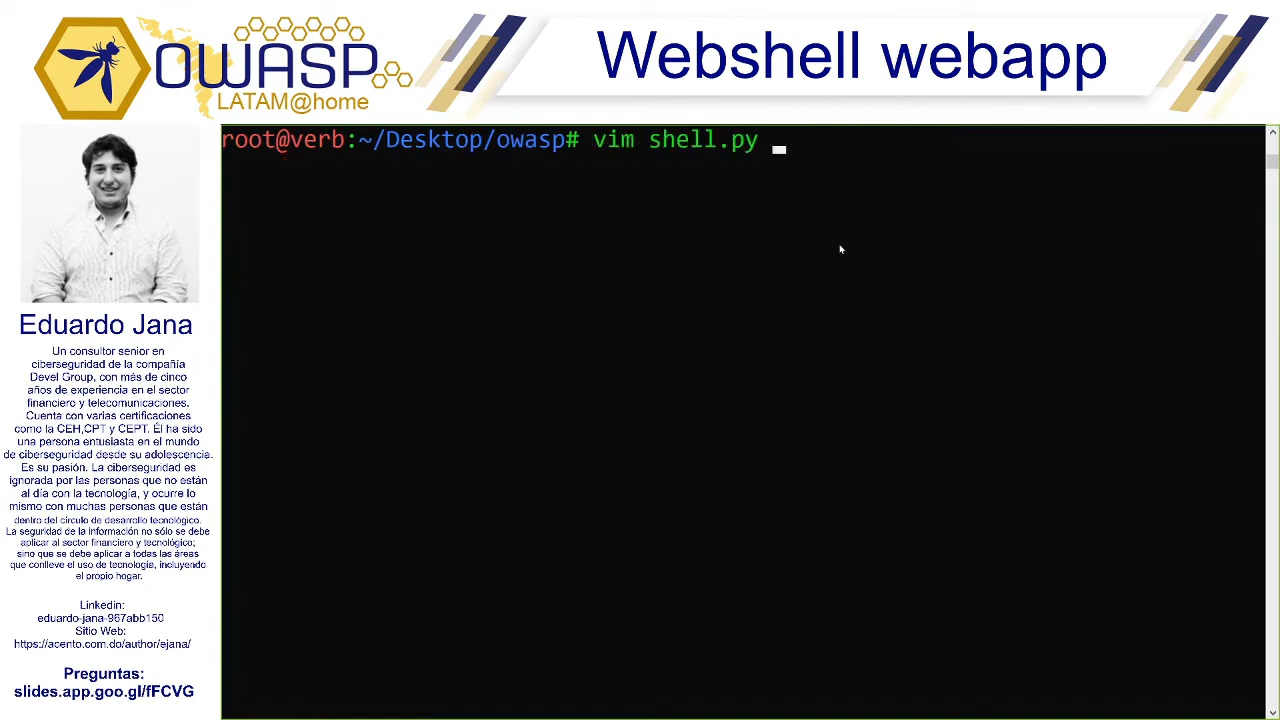 OWASP
LATAM@home
Webshell webapp
root@verb:~/Desktop/owasp# vim shell.py
Eduardo Jana
Un consultor senior en
ciberseguridad de la compañía
Devel Group, con más de cinco
años de experiencia en el sector
financiero y telecomunicaciones.
Cuenta con varias certificaciones
como la CEH,CPT y CEPT. Él ha sido
una persona entusiasta en el mundo
de ciberseguridad desde su adolescencia.
Es su pasión. La ciberseguridad es
ignorada por las personas que no están
al día con la tecnología, y ocurre lo
mismo con muchas personas que están
dentro del círculo de desarrollo tecnológico.
La seguridad de la información no sólo se debe
aplicar al sector financiero y tecnológico;
sino que se debe aplicar a todas las áreas
que conlleve el uso de tecnología, incluyendo
el propio hogar.
Linkedin:
eduardo-jana-967abb150
Sitio Web:
https://acento.com.do/author/ejana/
Preguntas:
slides.app.goo.gl/fFCVG